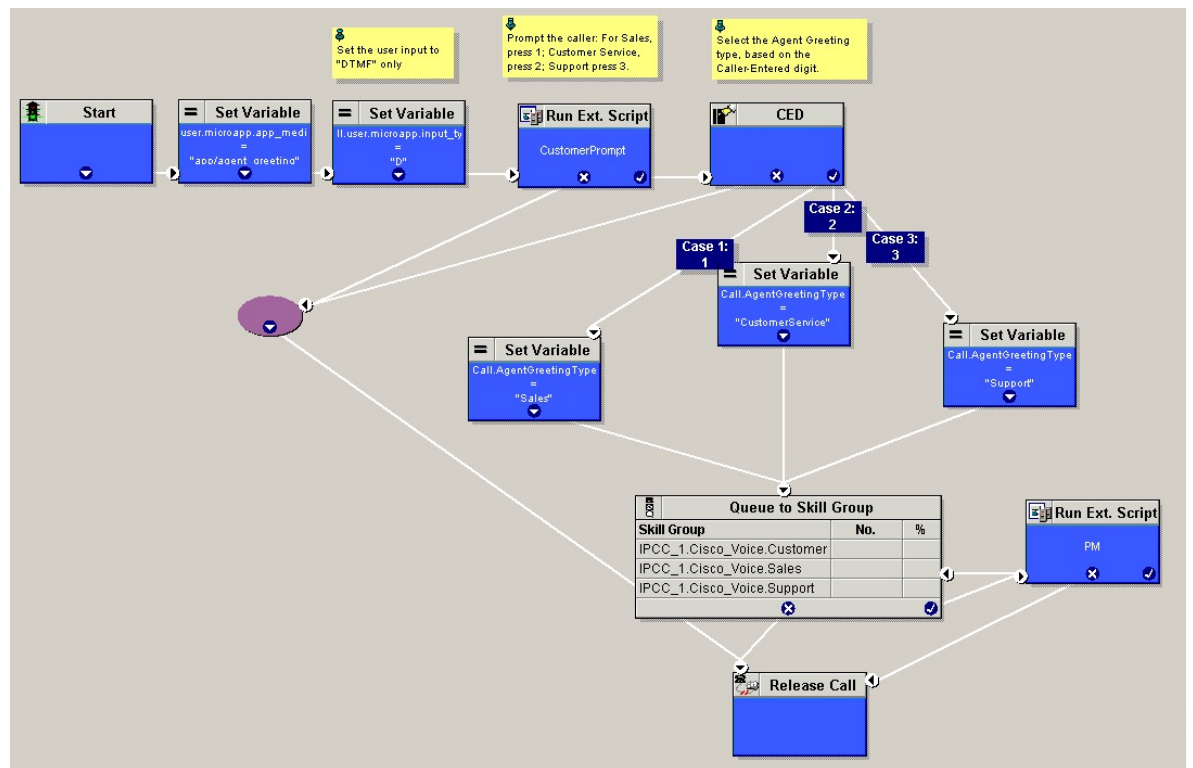 Set the user input to
"DTMF" only
Prompt the caller: For Sales,
press 1; Customer Service,
press 2; Support press 3.
Select the Agent Greeting
type, based on the
Caller-Entered digit.
Start
Set Variable
user.microapp.app_medi
=
"app/agent_greeting"
Set Variable
ll.user.microapp.input_ty
=
"D"
Run Ext. Script
CustomerPrompt
CED
Case 1:
1
Case 2:
2
Case 3:
3
Set Variable
Call.AgentGreetingType
=
"CustomerService"
Set Variable
Call.AgentGreetingType
=
"Sales"
Set Variable
Call.AgentGreetingType
=
"Support"
Queue to Skill Group
Skill Group No. %
IPCC_1.Cisco_Voice.Customer
IPCC_1.Cisco_Voice.Sales
IPCC_1.Cisco_Voice.Support
Run Ext. Script
PM
Release Call